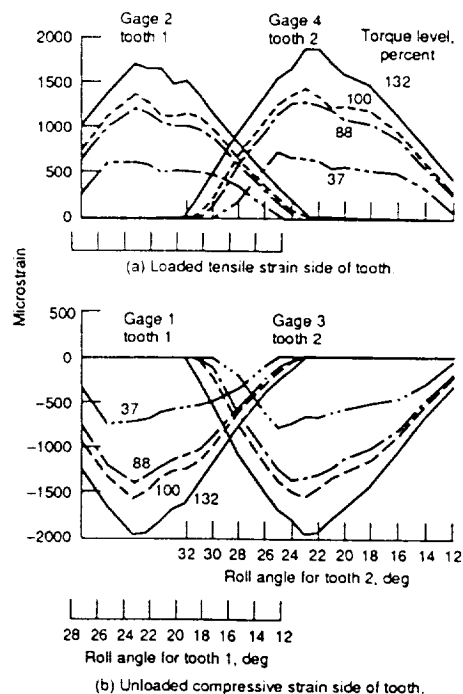 Gage 2
tooth 1
Gage 4
tooth 2
Torque level,
percent
132
100
88
37
2000
1500
1000
500
0
(a) Loaded tensile strain side of tooth.
Microstrain
500
0
-500
-1000
-1500
-2000
Gage 1
tooth 1
Gage 3
tooth 2
37
88
100
132
32 30 28 26 24 22 20 18 16 14 12
Roll angle for tooth 2, deg
28 26 24 22 20 18 16 14 12
Roll angle for tooth 1, deg
(b) Unloaded compressive strain side of tooth.